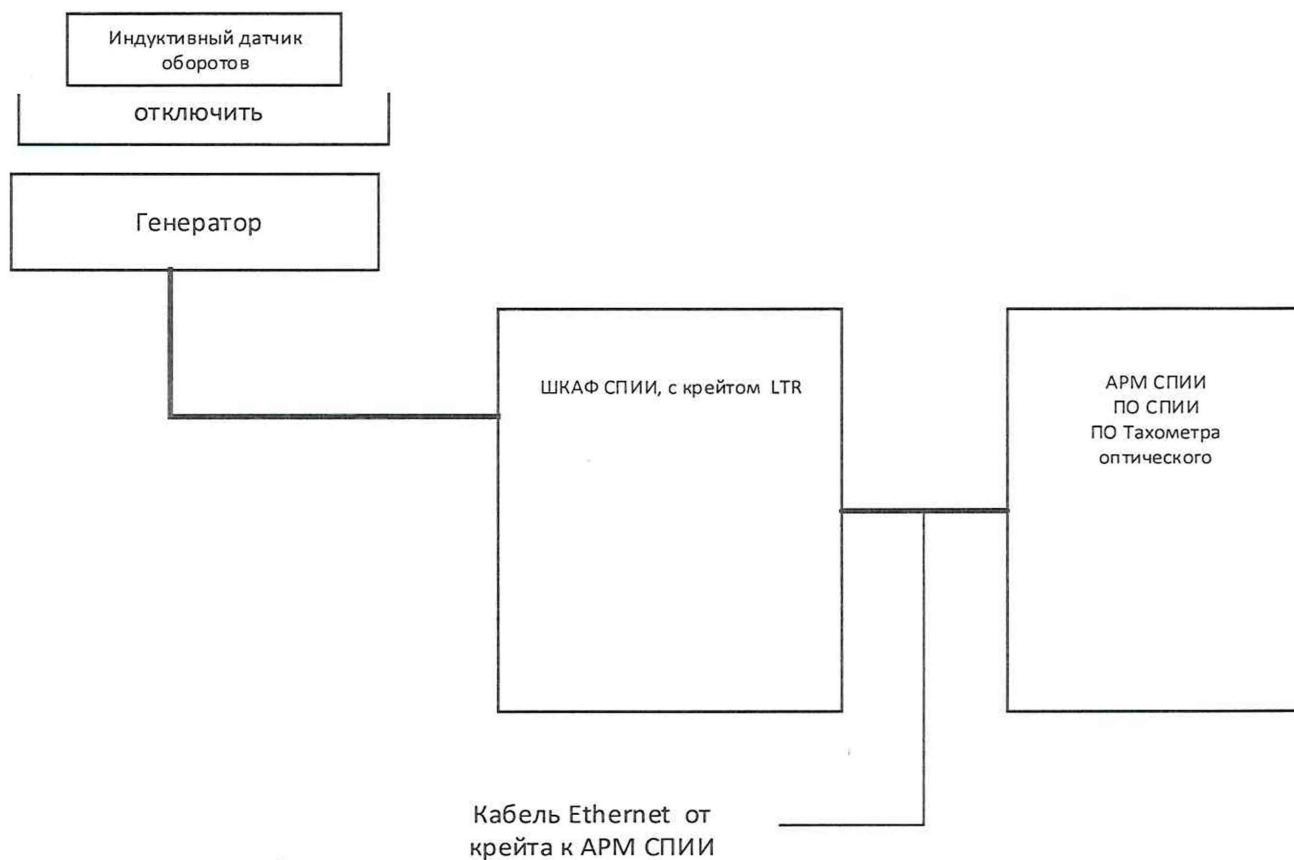 Индуктивный датчик
оборотов
отключить
Генератор
ШКАФ СПИИ, с крейтом LTR
АРМ СПИИ
ПО СПИИ
ПО Тахометра
оптического
Кабель Ethernet от
крейта к АРМ СПИИ